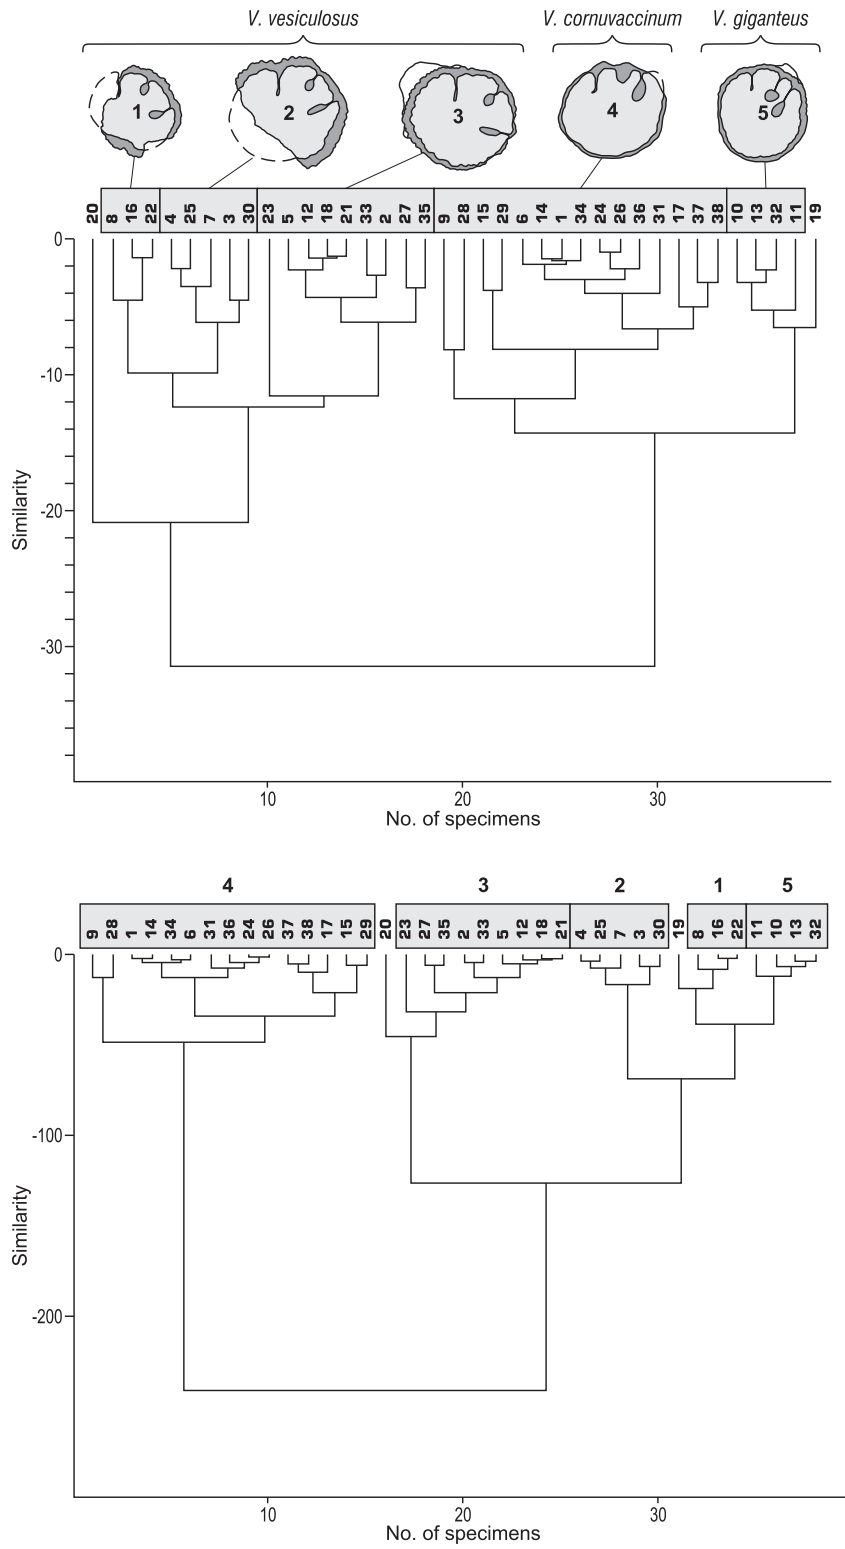 V. vesiculosus V. cornuvaccinum V. giganteus
1 2 3 4 5
20 8 16 22 4 25 7 3 30 23 5 12 18 21 33 2 27 35 9 28 15 29 6 14 1 34 24 26 36 31 17 37 38 10 13 32 11 19
0
-10
-20
-30
Similarity
10 20 30
No. of specimens
4 3 2 1 5
9 28 1 14 34 6 31 36 24 26 37 38 17 15 29 20 23 27 35 2 33 5 12 18 21 4 25 7 3 30 19 8 16 22 11 10 13 32
0
-100
-200
Similarity
10 20 30
No. of specimens